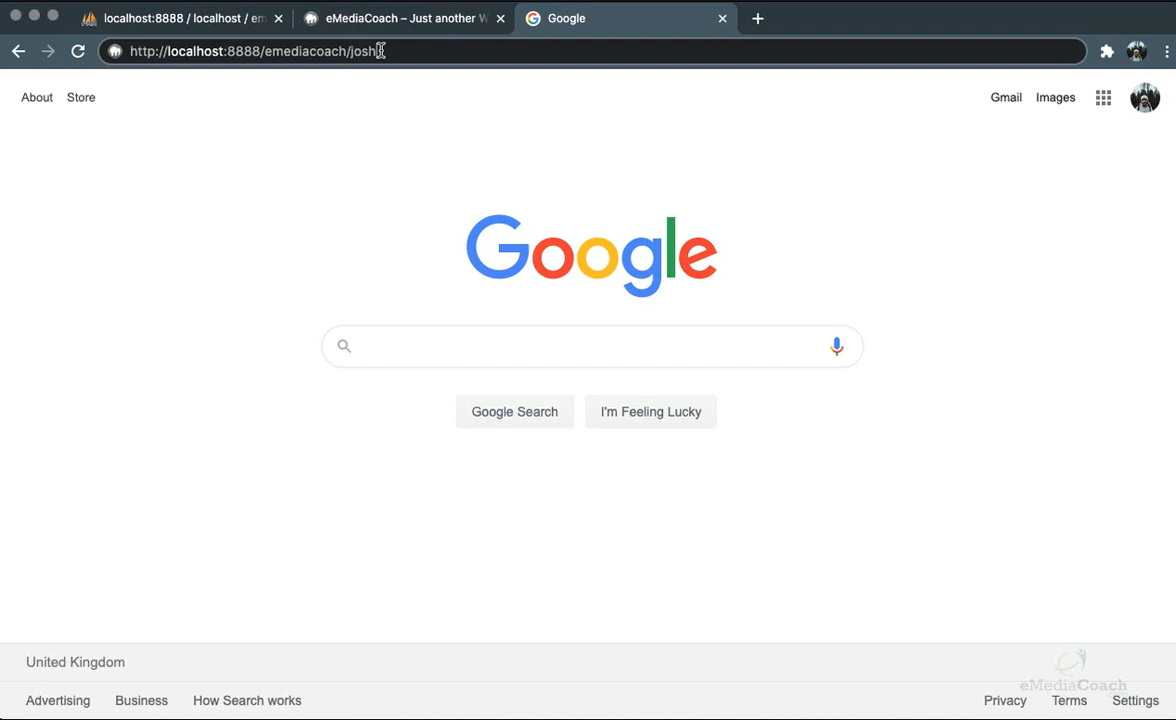 localhost:8888 / localhost / em
eMediaCoach – Just another W
Google
http://localhost:8888/emediacoach/josh
About
Store
Gmail
Images
Google
Google Search
I'm Feeling Lucky
United Kingdom
eMediaCoach
Advertising
Business
How Search works
Privacy
Terms
Settings